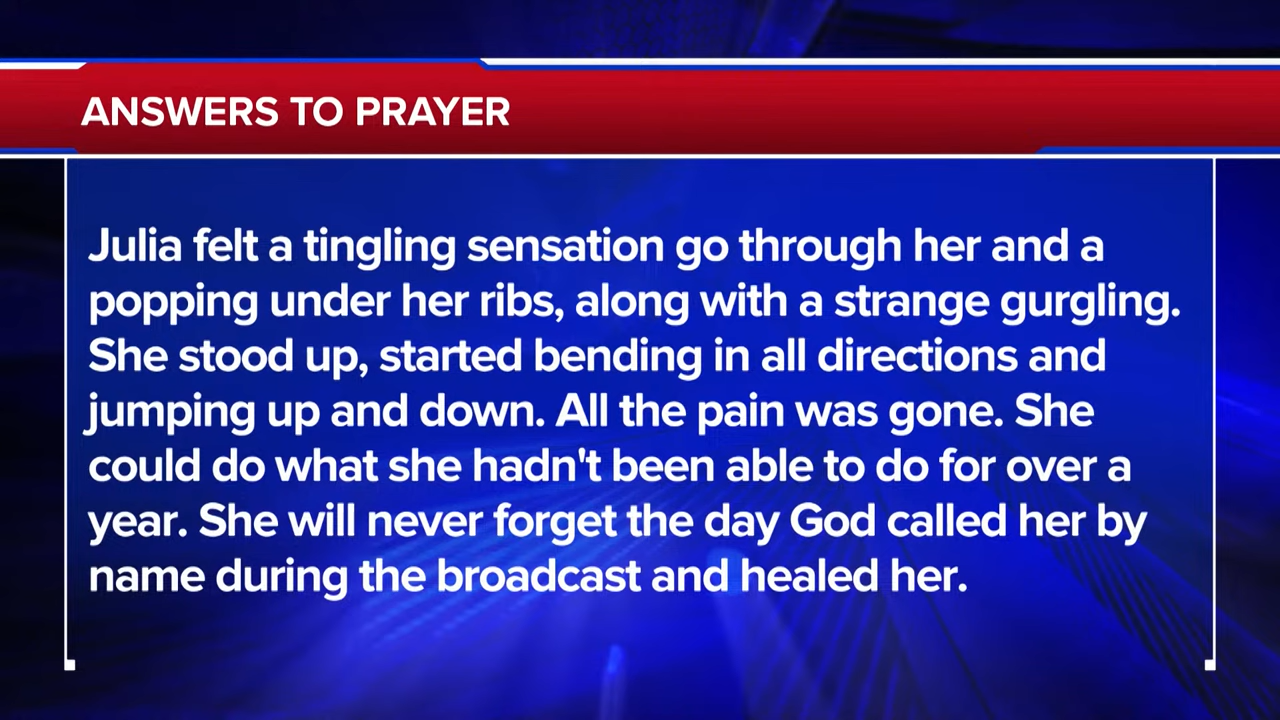 ANSWERS TO PRAYER
Julia felt a tingling sensation go through her and a
popping under her ribs, along with a strange gurgling.
She stood up, started bending in all directions and
jumping up and down. All the pain was gone. She
could do what she hadn't been able to do for over a
year. She will never forget the day God called her by
name during the broadcast and healed her.